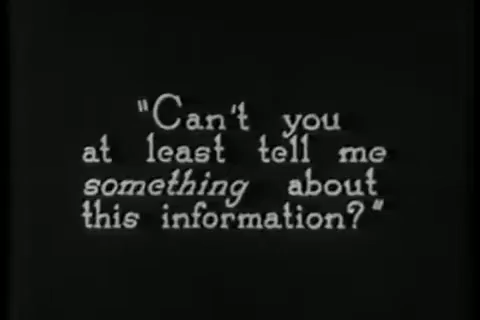 "Can't you
at least tell me
something about
this information?"